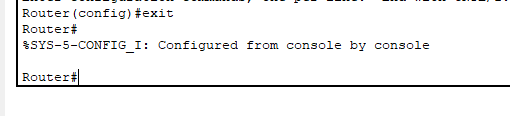 Router(config)#exit
Router#
%SYS-5-CONFIG_I: Configured from console by console
Router#